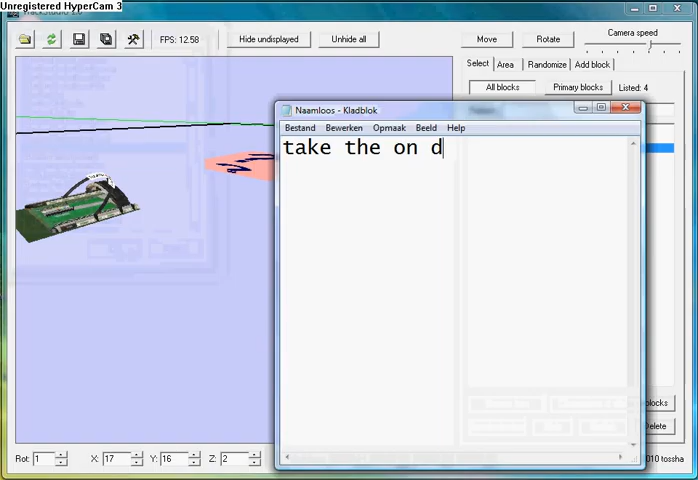 Unregistered HyperCam 3
FPS: 12.58
Hide undisplayed
Unhide all
Move
Rotate
Camera speed
Select
Area
Randomize
Add block
All blocks
Primary blocks
Listed: 4
Naamloos - Kladblok
Bestand Bewerken Opmaak Beeld Help
take the on d
blocks
Delete
Rot: 1
X: 17
Y: 16
Z: 2
010 tossha